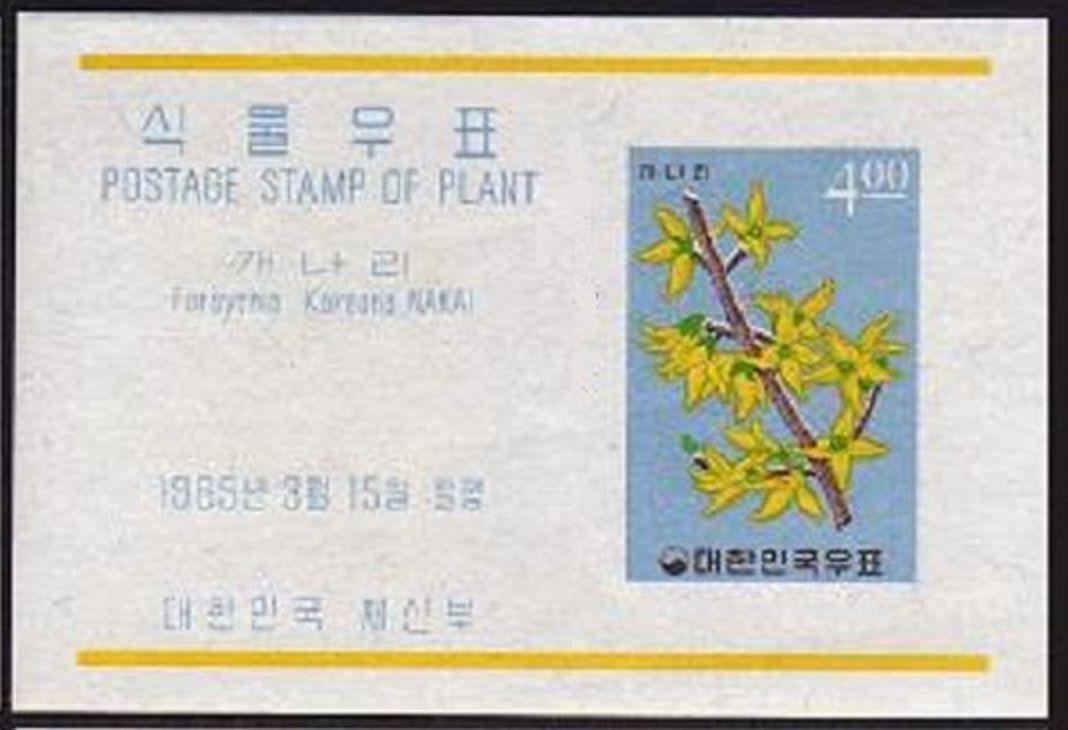 식물우표
POSTAGE STAMP OF PLANT
개나리
Forsythia Koreana NAKAI
1965년 3월 15일 발행
대한민국 체신부
개나리
4.00
대한민국우표